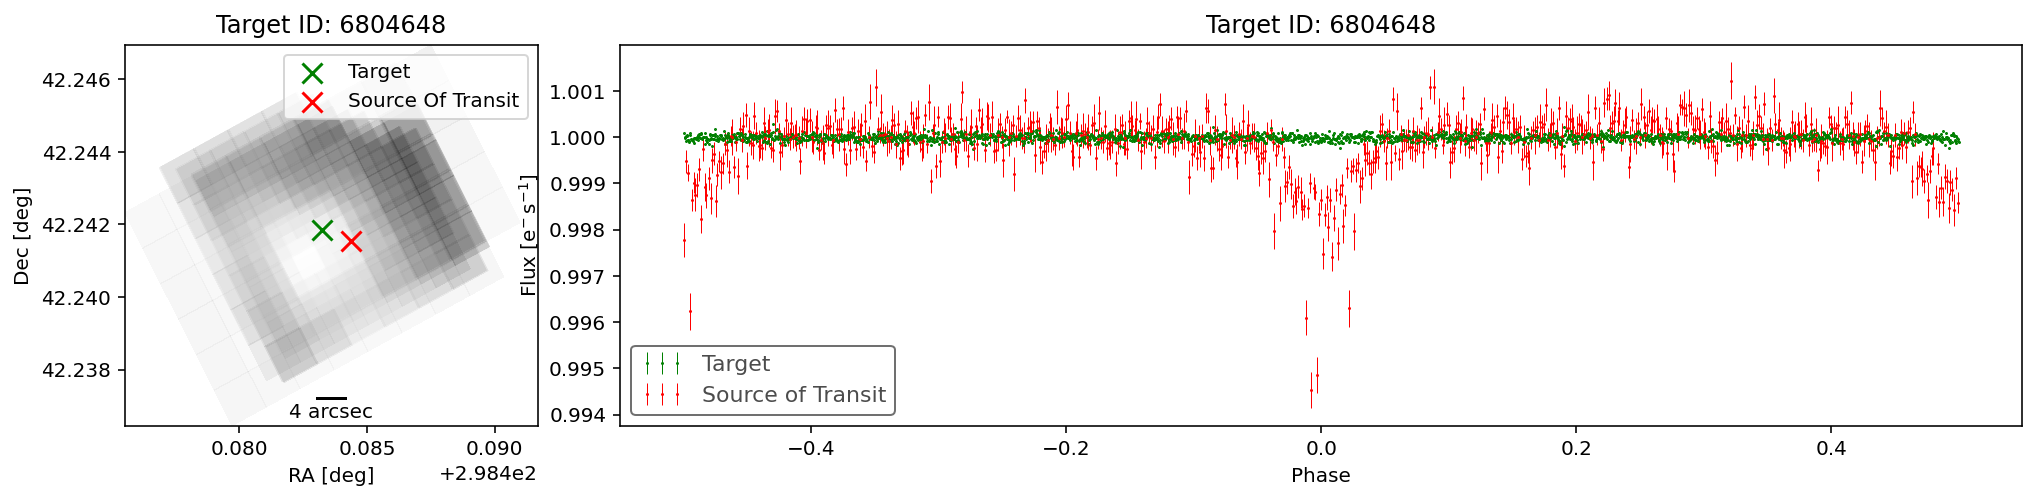 Target ID: 6804648
Target
Source Of Transit
42.246
42.244
42.242
42.240
42.238
Dec [deg]
4 arcsec
0.080
0.085
0.090
RA [deg]
+2.984e2
Target ID: 6804648
1.001
1.000
0.999
0.998
0.997
0.996
0.995
0.994
Flux [e⁻ s⁻¹]
Target
Source of Transit
−0.4
−0.2
0.0
0.2
0.4
Phase